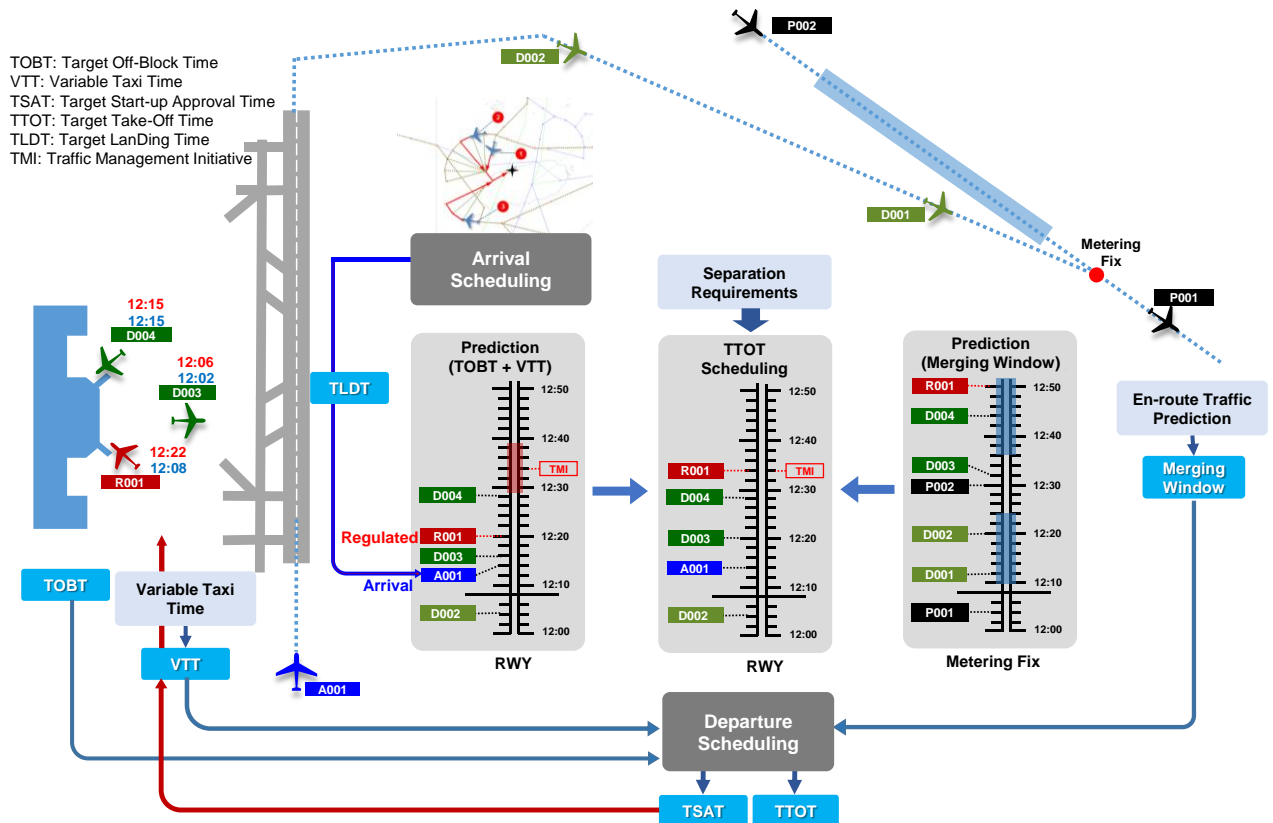 P002
D002
TOBT: Target Off-Block Time
VTT: Variable Taxi Time
TSAT: Target Start-up Approval Time
TTOT: Target Take-Off Time
TLDT: Target LanDing Time
TMI: Traffic Management Initiative
2
1
3
D001
Metering
Fix
P001
Arrival
Scheduling
Separation
Requirements
12:15
12:15
D004
12:06
12:02
D003
12:22
12:08
R001
TLDT
Prediction
(TOBT + VTT)
12:50
12:40
TMI
12:30
D004
Regulated
R001
12:20
D003
A001
Arrival
12:10
D002
12:00
RWY
TTOT
Scheduling
12:50
12:40
R001
TMI
12:30
D004
D003
12:20
A001
12:10
D002
12:00
RWY
Prediction
(Merging Window)
R001
12:50
D004
12:40
D003
P002
12:30
D002
12:20
D001
12:10
P001
12:00
Metering Fix
En-route Traffic
Prediction
Merging
Window
TOBT
Variable Taxi
Time
VTT
A001
Departure
Scheduling
TSAT
TTOT